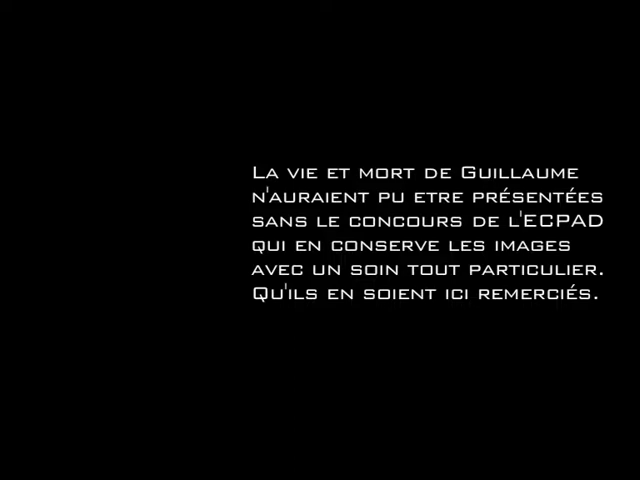 La vie et mort de Guillaume
n'auraient pu etre présentées
sans le concours de l'ECPAD
qui en conserve les images
avec un soin tout particulier.
Qu'ils en soient ici remerciés.